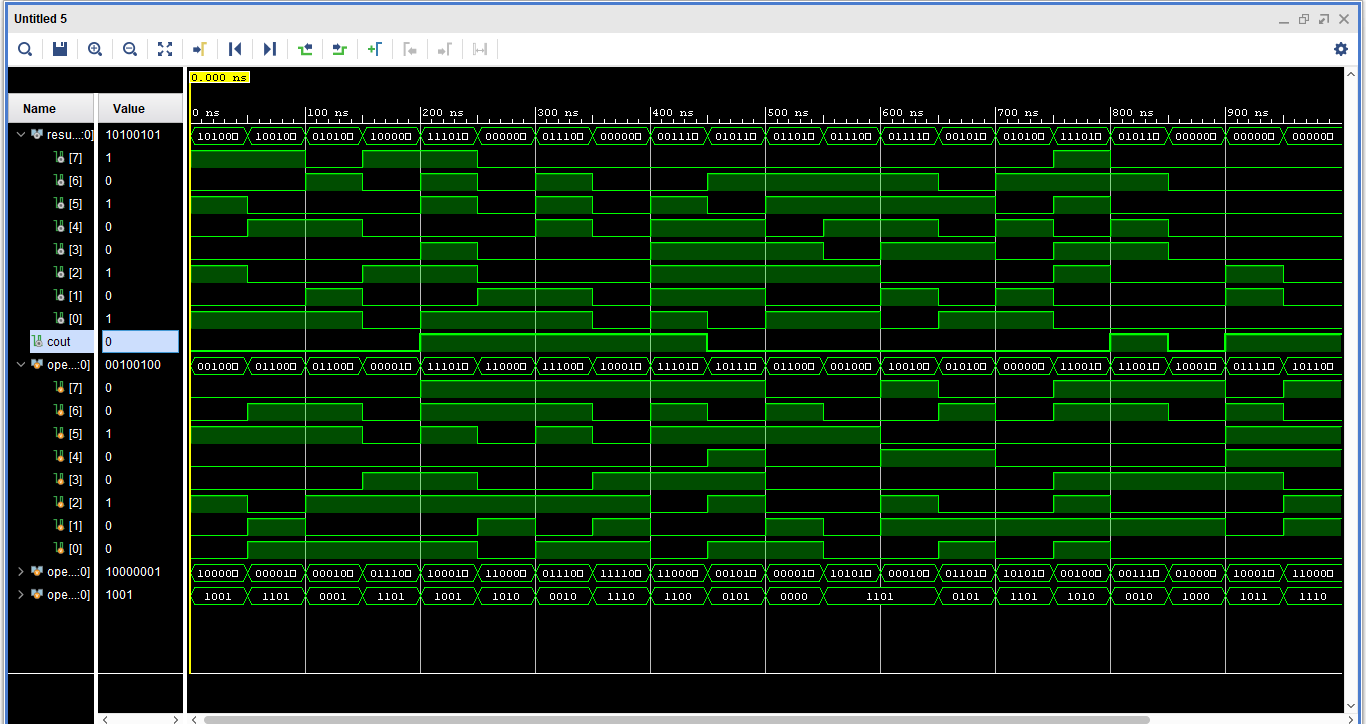 Untitled 5
0.000 ns
Name Value
0 ns 100 ns 200 ns 300 ns 400 ns 500 ns 600 ns 700 ns 800 ns 900 ns
resu...:0] 10100101 10100 10010 01010 10000 11101 00000 01110 00000 00111 01011 01101 01110 01111 00101 01010 11101 01011 00000 00000 00000
[7] 1
[6] 0
[5] 1
[4] 0
[3] 0
[2] 1
[1] 0
[0] 1
cout 0
ope...:0] 00100100 00100 01100 01100 00001 11101 11000 11100 10001 11101 10111 01100 00100 10010 01010 00000 11001 11001 10001 01111 10110
[7] 0
[6] 0
[5] 1
[4] 0
[3] 0
[2] 1
[1] 0
[0] 0
ope...:0] 10000001 10000 00001 00010 01110 10001 11000 01110 11110 11000 00101 00001 10101 00010 01101 10101 00100 00111 01000 10001 11000
ope...:0] 1001 1001 1101 0001 1101 1001 1010 0010 1110 1100 0101 0000 1101 0101 1101 1010 0010 1000 1011 1110